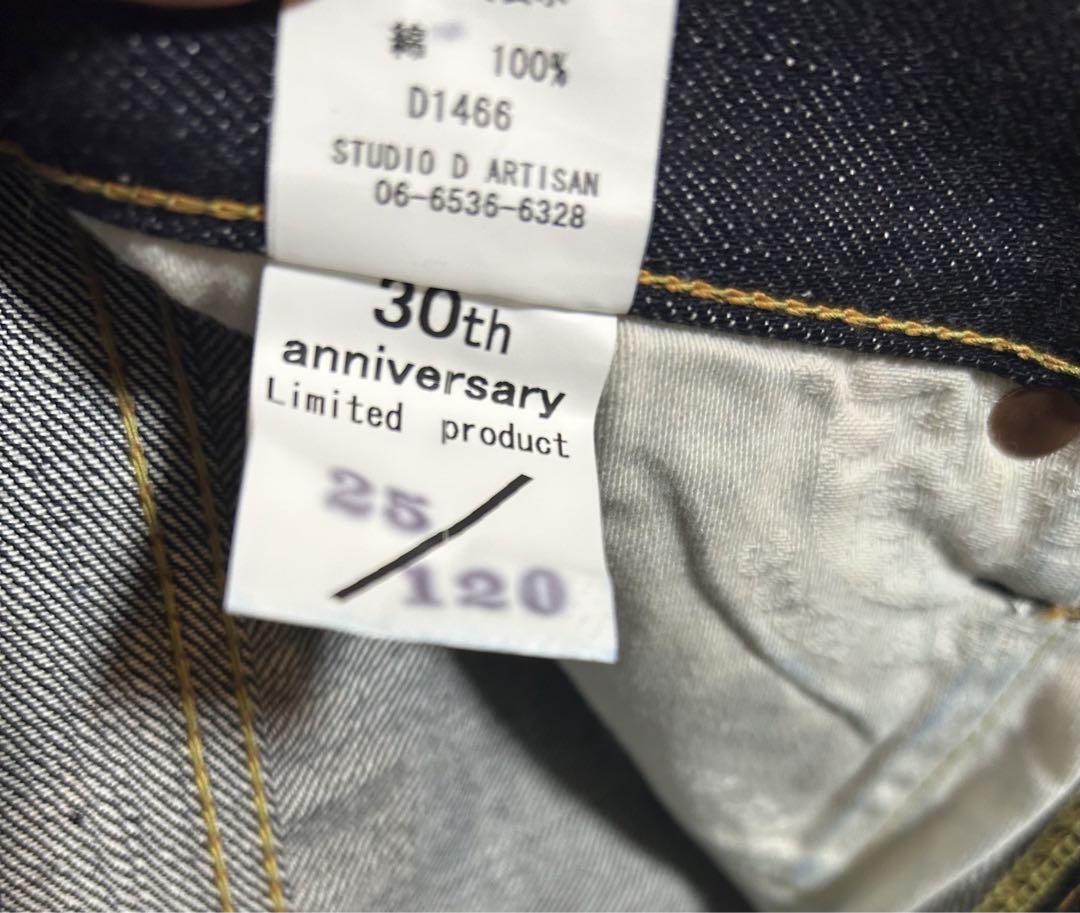 綿 100%
D1466
STUDIO D ARTISAN
06-6536-6328
30th
anniversary
Limited product
25/120